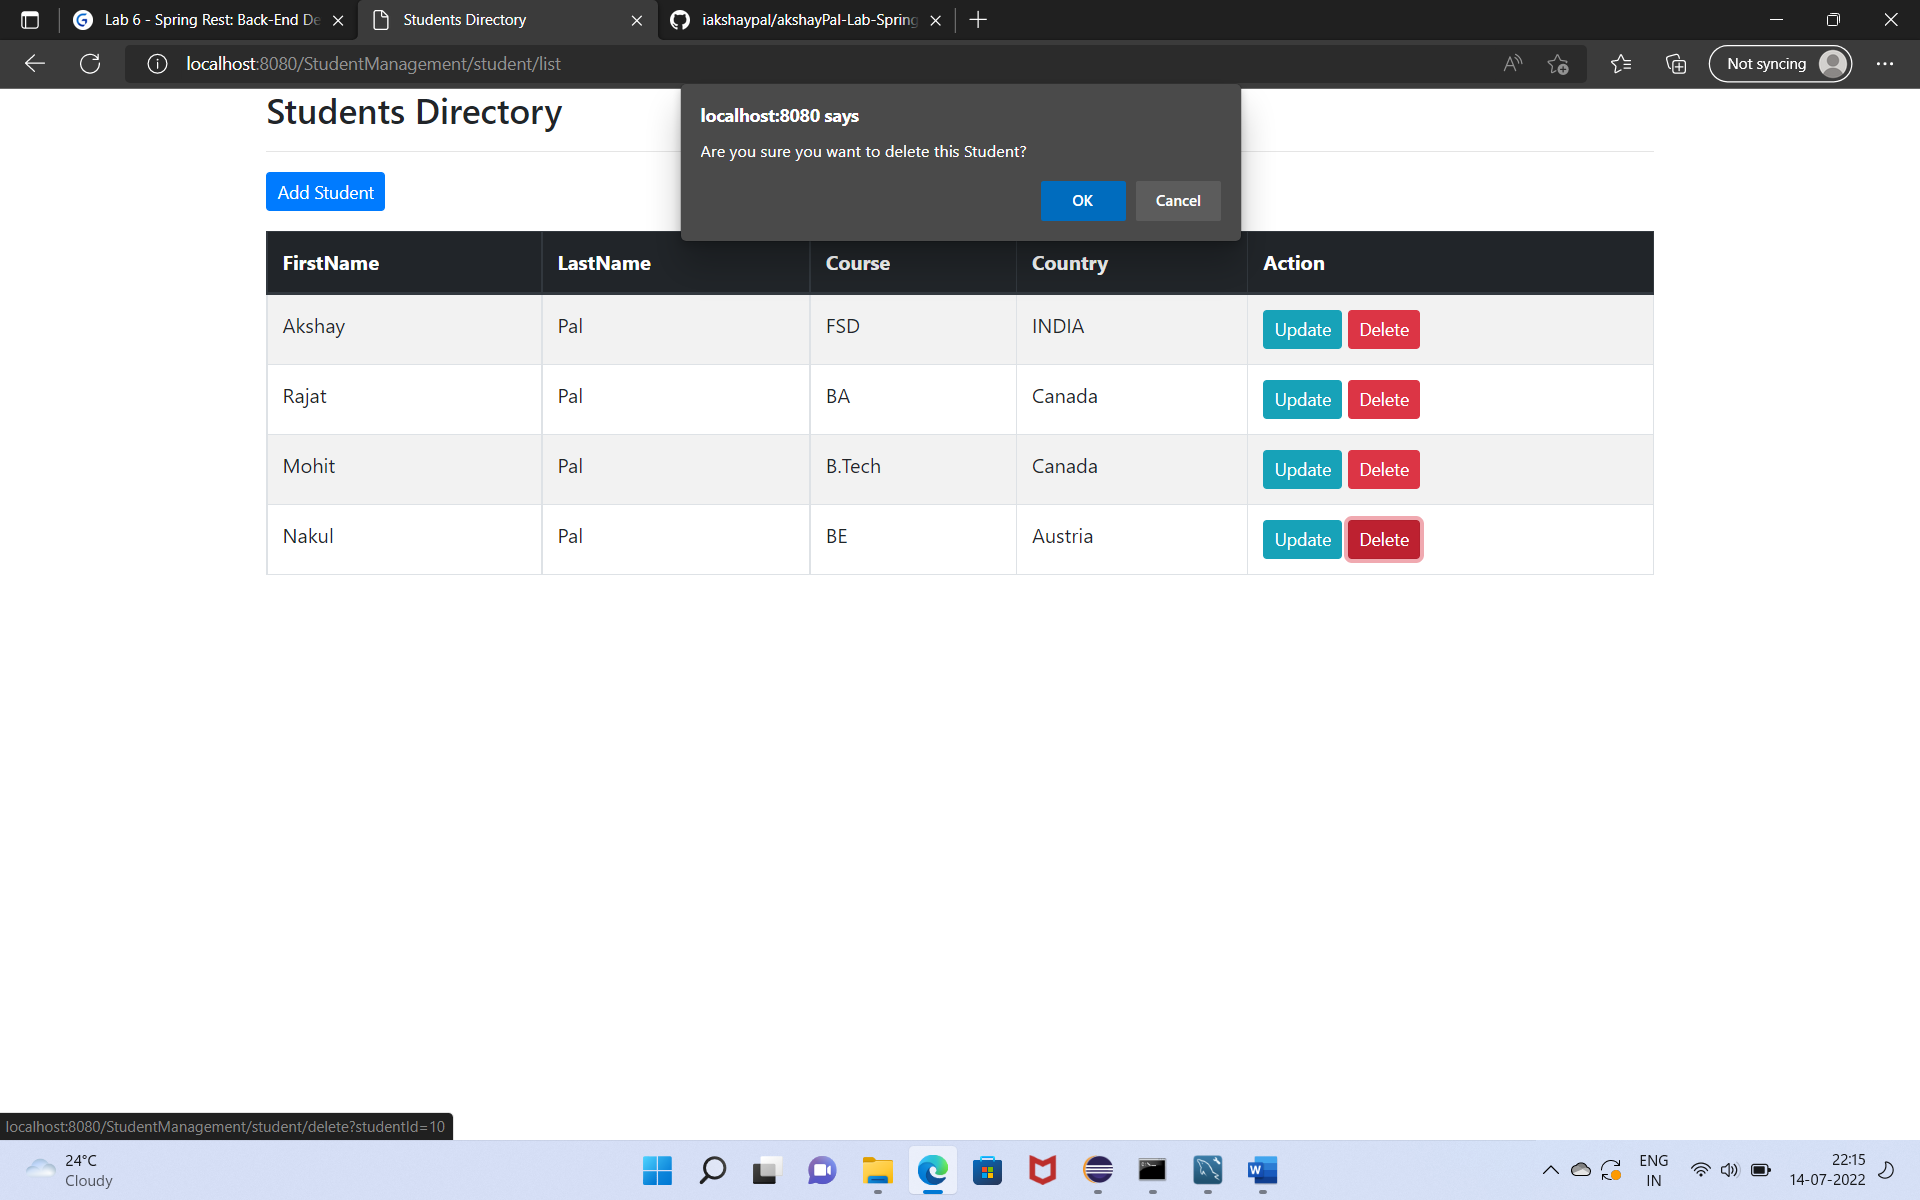 Lab 6 - Spring Rest: Back-End De
Students Directory
iakshaypal/akshayPal-Lab-Spring
localhost:8080/StudentManagement/student/list
Not syncing
Students Directory
localhost:8080 says
Are you sure you want to delete this Student?
OK Cancel
Add Student
FirstName LastName Course Country Action
Akshay Pal FSD INDIA Update Delete
Rajat Pal BA Canada Update Delete
Mohit Pal B.Tech Canada Update Delete
Nakul Pal BE Austria Update Delete
localhost:8080/StudentManagement/student/delete?studentId=10
24°C
Cloudy
ENG
IN
22:15
14-07-2022